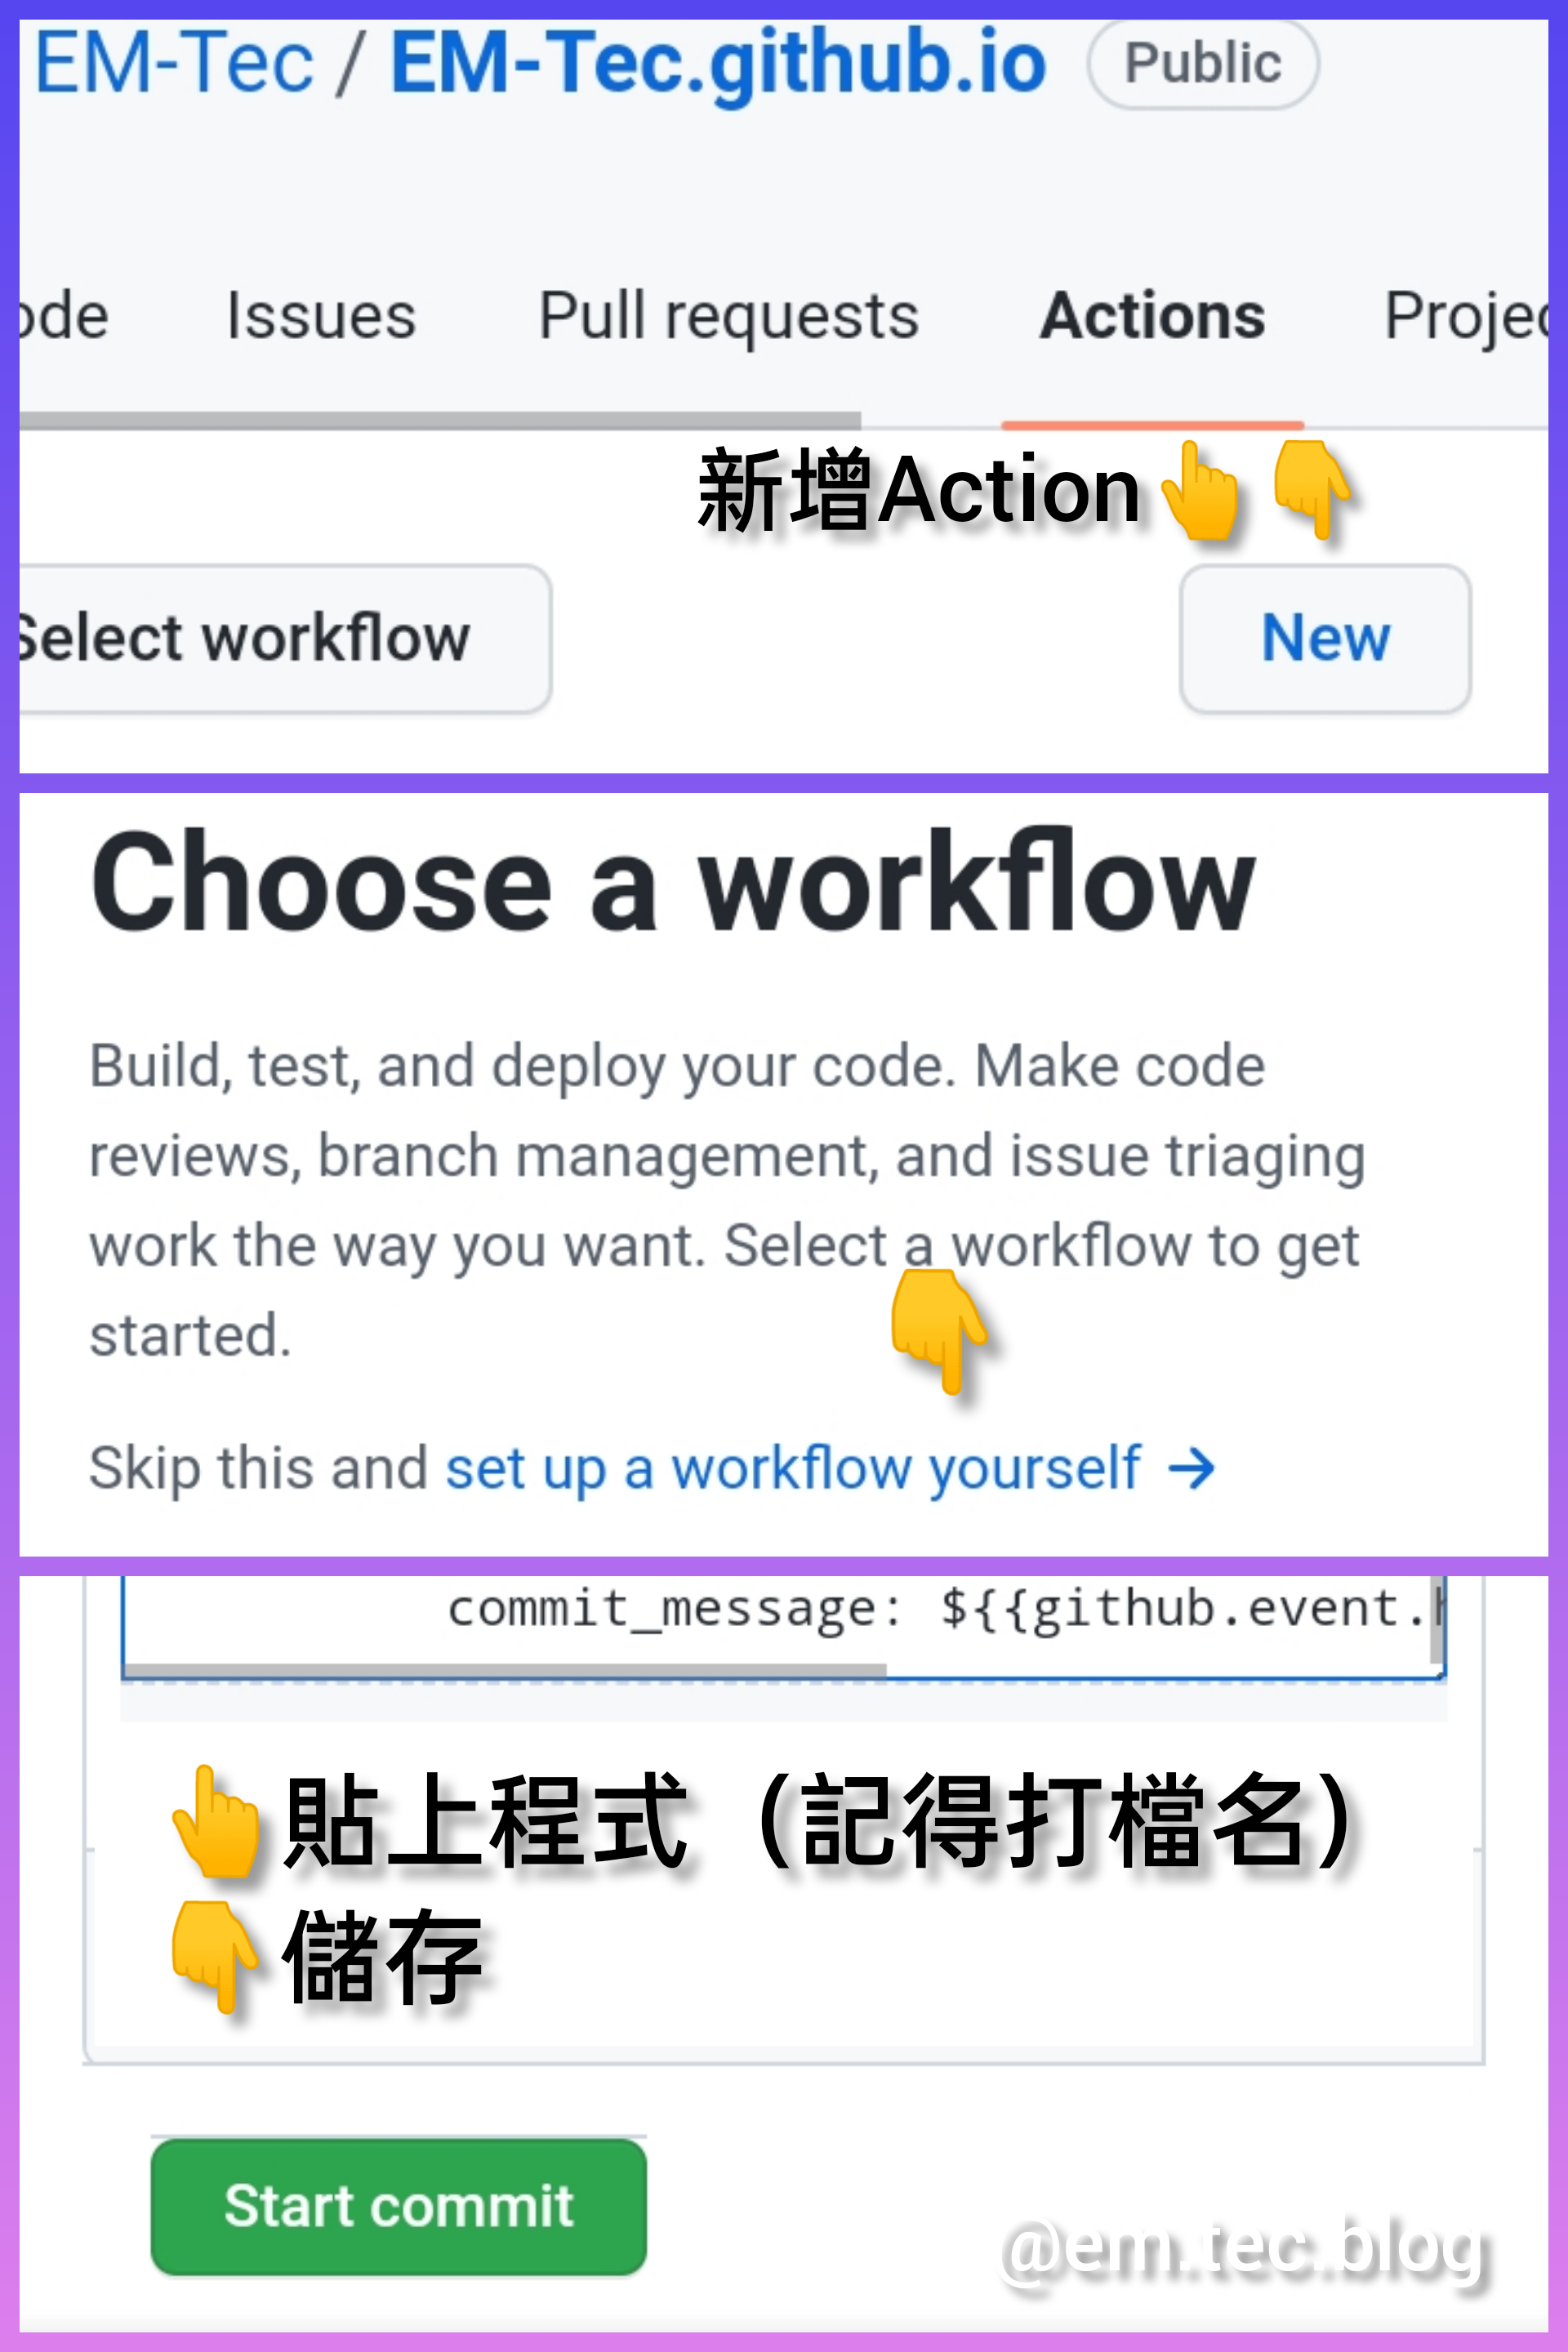 EM-Tec / EM-Tec.github.io Public
ode Issues Pull requests Actions Projec
新增Action👆👇
Select workflow New
Choose a workflow
Build, test, and deploy your code. Make code
reviews, branch management, and issue triaging
work the way you want. Select a workflow to get
started.
👇
Skip this and set up a workflow yourself →
commit_message: ${{github.event.h
👆貼上程式（記得打檔名）
👇儲存
Start commit
@em.tec.blog